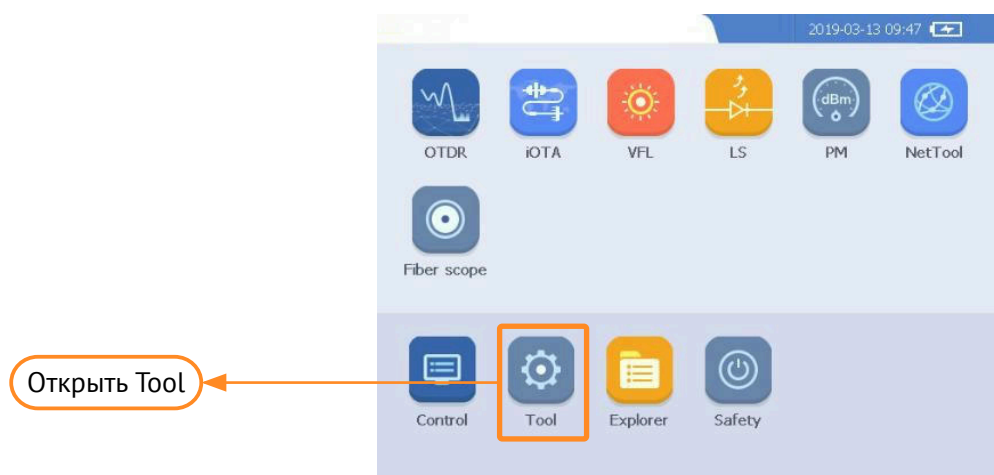 2019-03-13 09:47
dBm
OTDR iOTA VFL LS PM NetTool
Fiber scope
Открыть Tool
Control Tool Explorer Safety